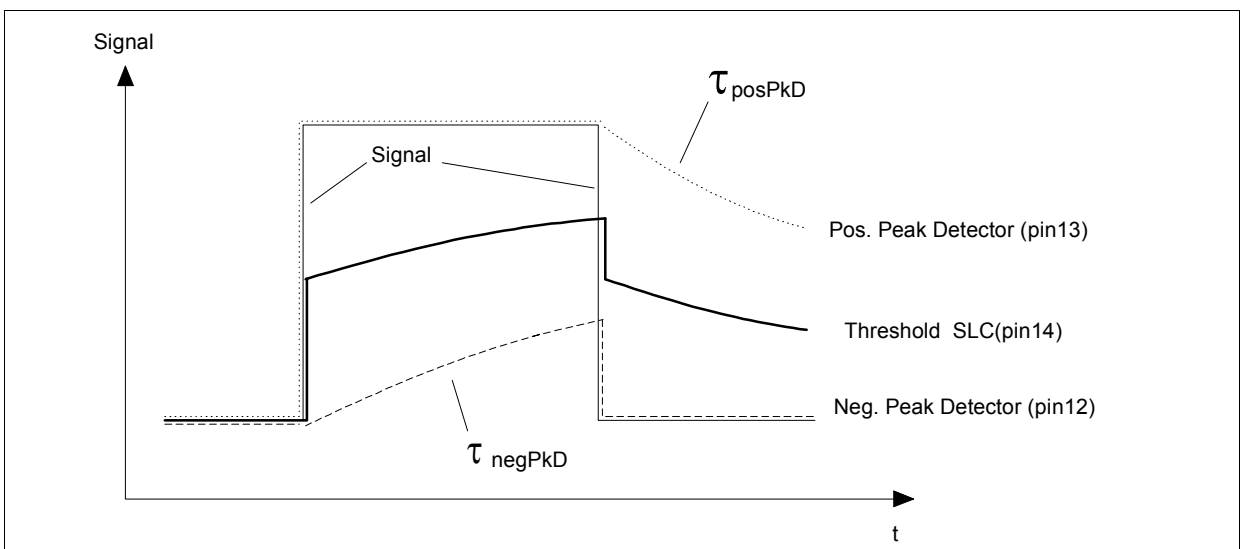 Signal
τ posPkD
Signal
Pos. Peak Detector (pin13)
Threshold SLC(pin14)
Neg. Peak Detector (pin12)
τ negPkD
t